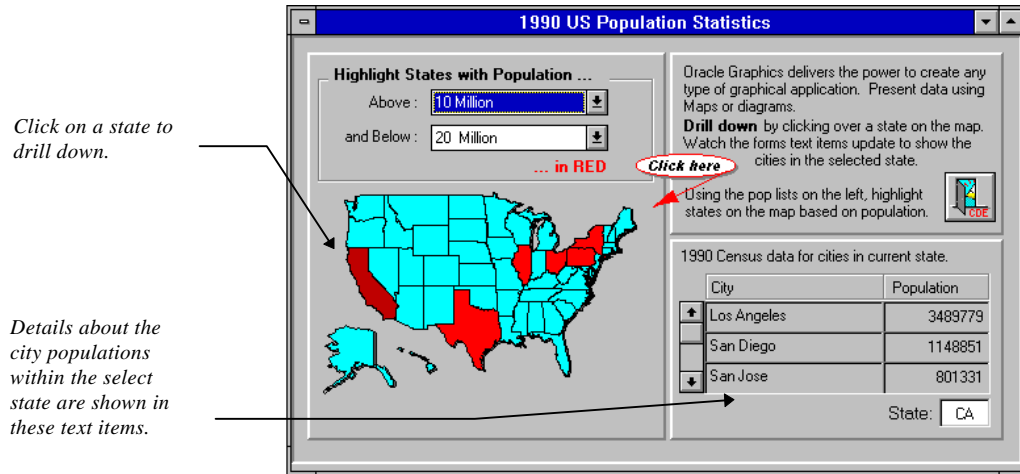 1990 US Population Statistics
Click on a state to
drill down.
Details about the
city populations
within the select
state are shown in
these text items.
Highlight States with Population ...
Above : 10 Million
and Below : 20 Million
... in RED
Oracle Graphics delivers the power to create any
type of graphical application. Present data using
Maps or diagrams.
Drill down by clicking over a state on the map.
Watch the forms text items update to show the
cities in the selected state.
Click here
Using the pop lists on the left, highlight
states on the map based on population.
CDE
1990 Census data for cities in current state.
City Population
Los Angeles 3489779
San Diego 1148851
San Jose 801331
State: CA